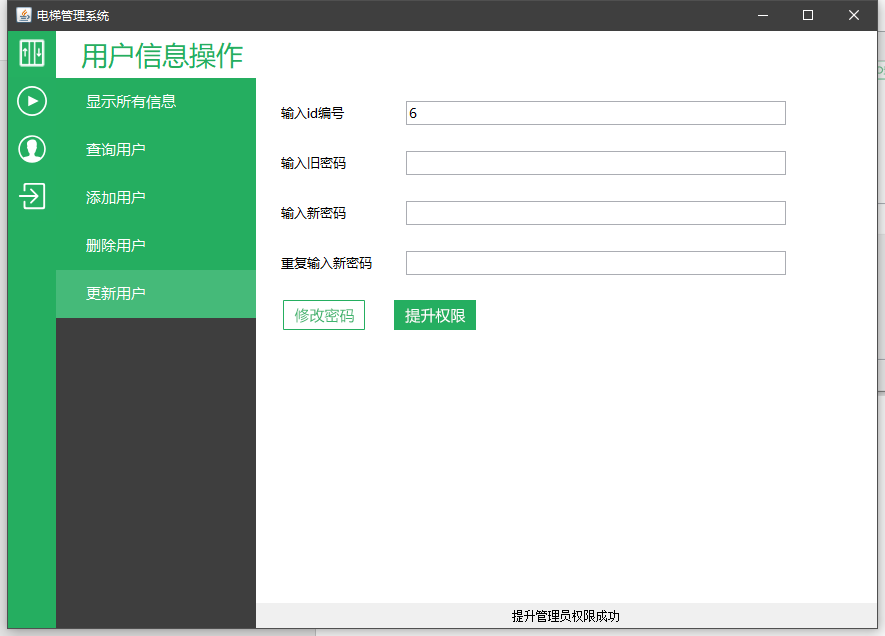 电梯管理系统
用户信息操作
显示所有信息
查询用户
添加用户
删除用户
更新用户
输入id编号
6
输入旧密码
输入新密码
重复输入新密码
修改密码
提升权限
提升管理员权限成功